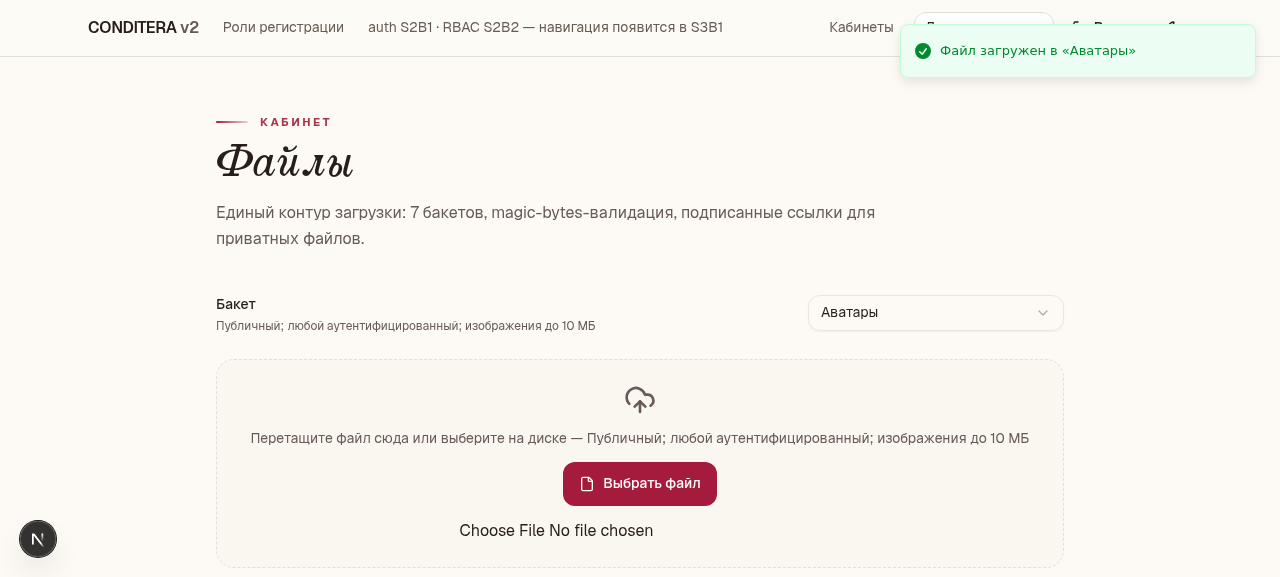 CONDITERA v2
Роли регистрации
auth S2B1 · RBAC S2B2 — навигация появится в S3B1
Кабинеты
Файл загружен в «Аватары»
КАБИНЕТ
Файлы
Единый контур загрузки: 7 бакетов, magic-bytes-валидация, подписанные ссылки для
приватных файлов.
Бакет
Публичный; любой аутентифицированный; изображения до 10 МБ
Аватары
Перетащите файл сюда или выберите на диске — Публичный; любой аутентифицированный; изображения до 10 МБ
Выбрать файл
Choose File No file chosen
N